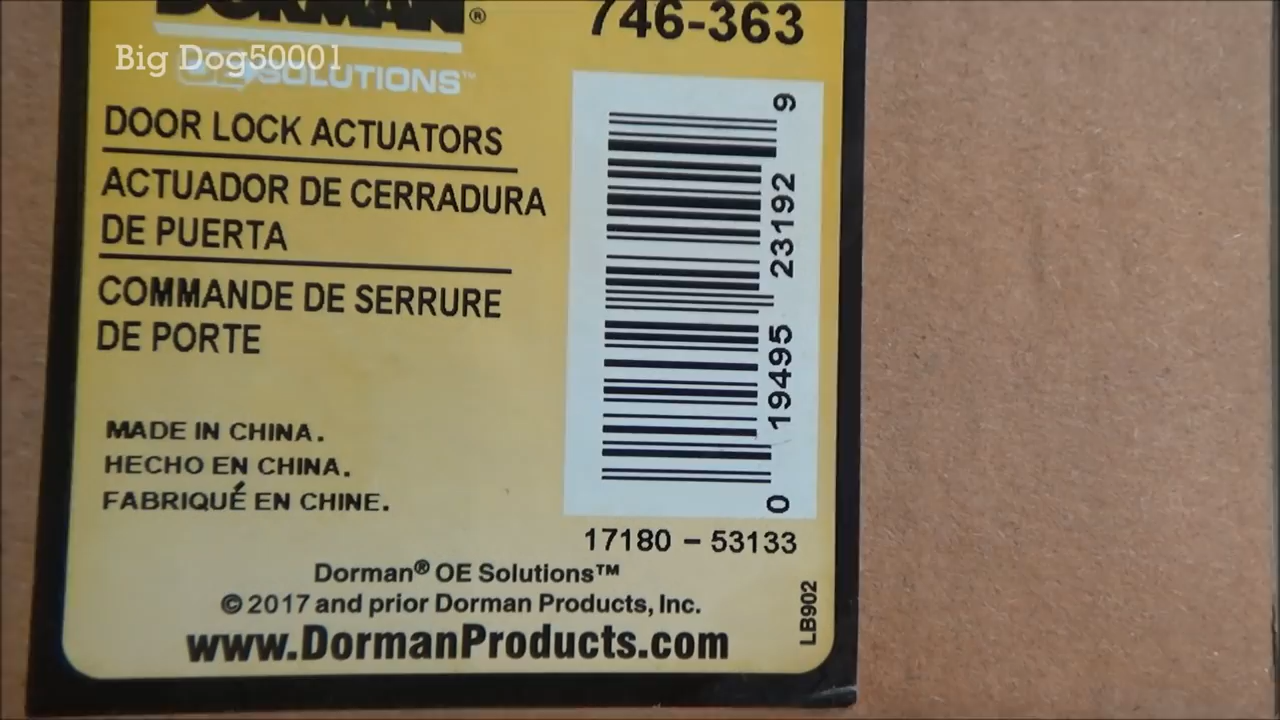 DORMAN®
746-363
Big Dog50001
OE SOLUTIONS™
DOOR LOCK ACTUATORS
ACTUADOR DE CERRADURA
DE PUERTA
COMMANDE DE SERRURE
DE PORTE
MADE IN CHINA.
HECHO EN CHINA.
FABRIQUÉ EN CHINE.
0 19495 23192 9
17180 – 53133
Dorman® OE Solutions™
© 2017 and prior Dorman Products, Inc.
www.DormanProducts.com
LB902